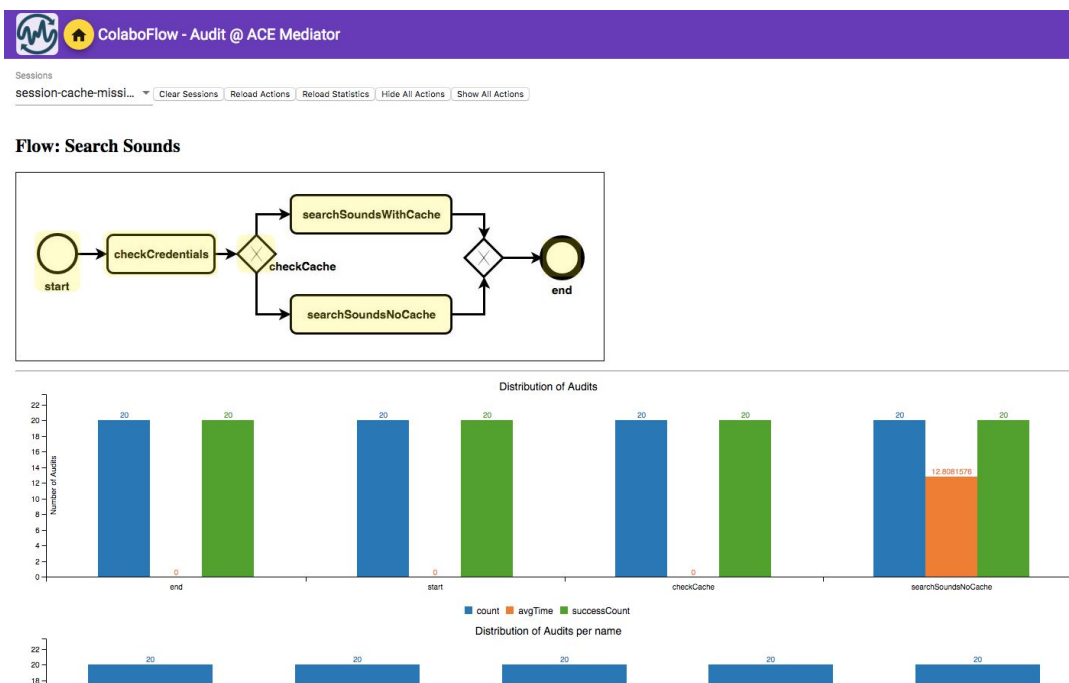 ColaboFlow - Audit @ ACE Mediator
Sessions
session-cache-missi... Clear Sessions Reload Actions Reload Statistics Hide All Actions Show All Actions
Flow: Search Sounds
searchSoundsWithCache
checkCredentials
checkCache
start
end
searchSoundsNoCache
Distribution of Audits
22
20
18
16
14
12
10
8
6
4
2
0
Number of Audits
20 0 20 20 0 20 20 0 20 20 12.8081576 20
end start checkCache searchSoundsNoCache
count avgTime successCount
Distribution of Audits per name
22
20
18
20 20 20 20 20